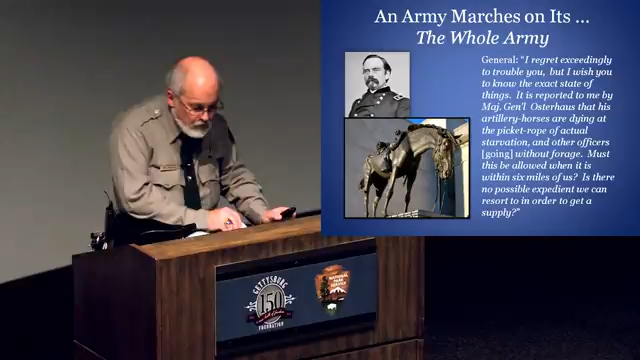 An Army Marches on Its ...
The Whole Army
General: “I regret exceedingly
to trouble you, but I wish you
to know the exact state of
things. It is reported to me by
Maj. Gen'l Osterhaus that his
artillery-horses are dying at
the picket-rope of actual
starvation, and other officers
[going] without forage. Must
this be allowed when it is
within six miles of us? Is there
no possible expedient we can
resort to in order to get a
supply?”
GETTYSBURG
150
FOUNDATION
NATIONAL
PARK
SERVICE